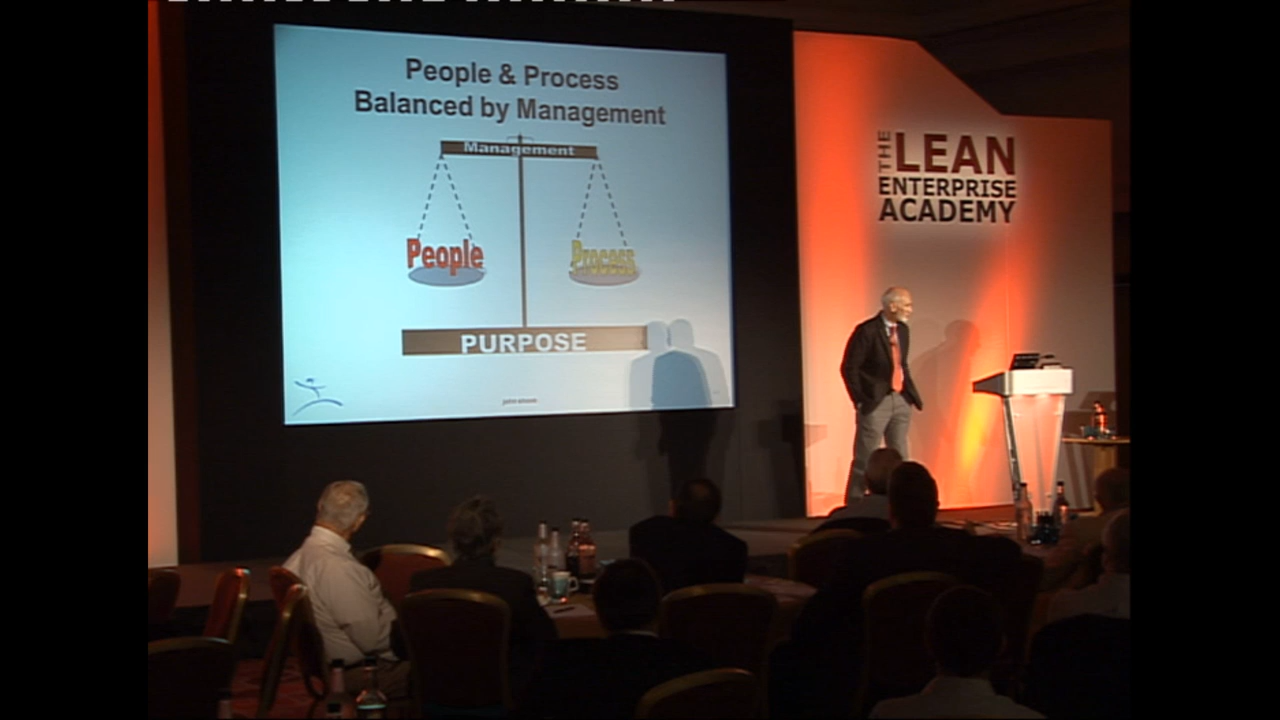 People & Process
Balanced by Management
Management
People
Process
PURPOSE
THE
LEAN
ENTERPRISE
ACADEMY